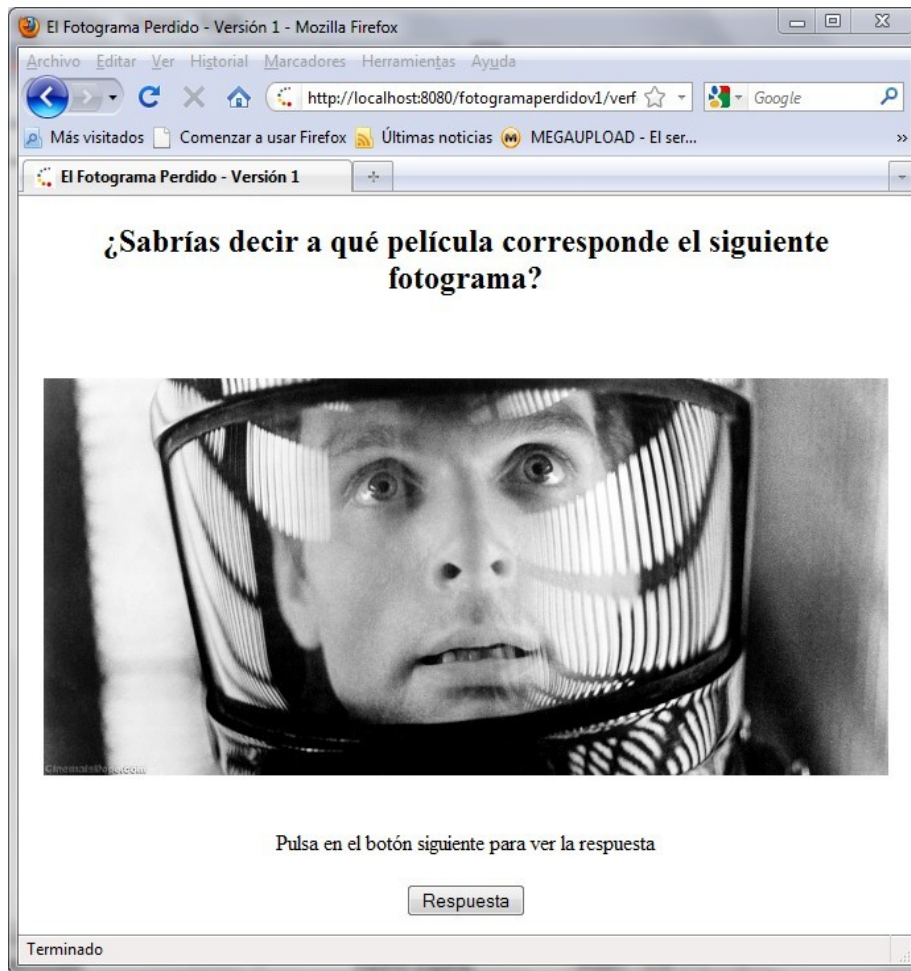 El Fotograma Perdido - Versión 1 - Mozilla Firefox
Archivo Editar Ver Historial Marcadores Herramientas Ayuda
http://localhost:8080/fotogramaperdidov1/verf Google
Más visitados Comenzar a usar Firefox Últimas noticias MEGAUPLOAD - El ser... »
El Fotograma Perdido - Versión 1
¿Sabrías decir a qué película corresponde el siguiente
fotograma?
Pulsa en el botón siguiente para ver la respuesta
Respuesta
Terminado